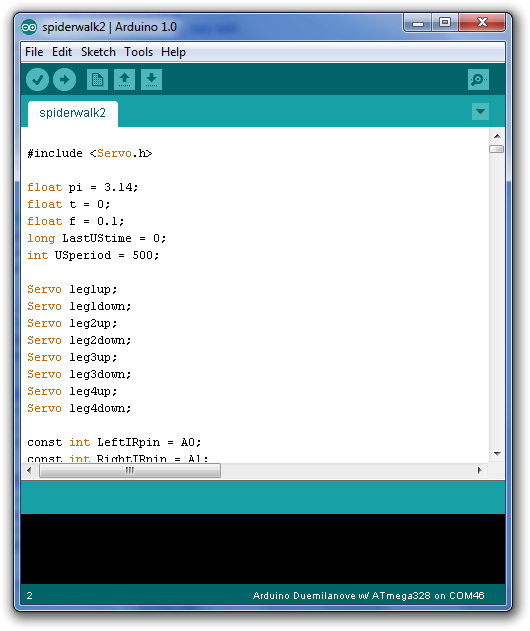 spiderwalk2 | Arduino 1.0
File Edit Sketch Tools Help
spiderwalk2
#include <Servo.h>
float pi = 3.14;
float t = 0;
float f = 0.1;
long LastUStime = 0;
int USperiod = 500;
Servo leg1up;
Servo leg1down;
Servo leg2up;
Servo leg2down;
Servo leg3up;
Servo leg3down;
Servo leg4up;
Servo leg4down;
const int LeftIRpin = A0;
const int RightIRpin = A1;
2 Arduino Duemilanove w/ ATmega328 on COM46